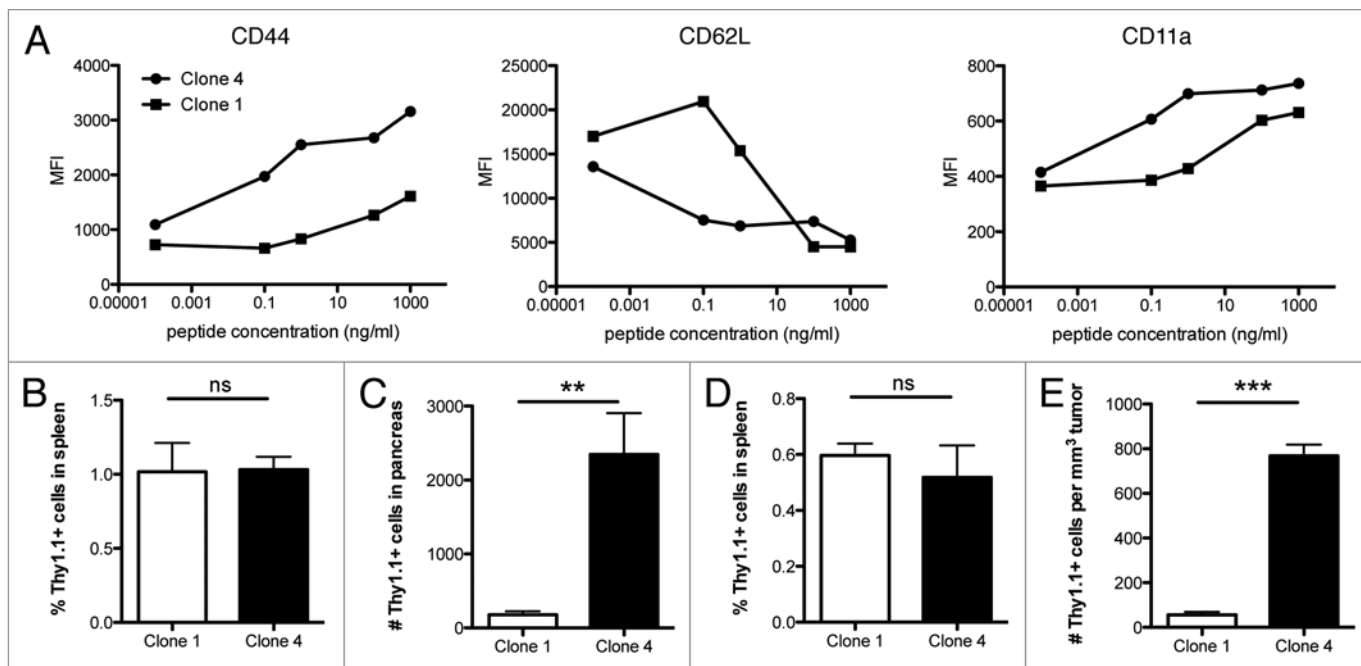 A
CD44
CD62L
CD11a
Clone 4
Clone 1
MFI
4000
3000
2000
1000
0
0.00001 0.001 0.1 10 1000
peptide concentration (ng/ml)
MFI
25000
20000
15000
10000
5000
0
0.00001 0.001 0.1 10 1000
peptide concentration (ng/ml)
MFI
800
600
400
200
0
0.00001 0.001 0.1 10 1000
peptide concentration (ng/ml)
B
ns
% Thy1.1+ cells in spleen
1.5
1.0
0.5
0.0
Clone 1 Clone 4
C
**
# Thy1.1+ cells in pancreas
3000
2000
1000
0
Clone 1 Clone 4
D
ns
% Thy1.1+ cells in spleen
0.8
0.6
0.4
0.2
0.0
Clone 1 Clone 4
E
***
# Thy1.1+ cells per mm³ tumor
1000
800
600
400
200
0
Clone 1 Clone 4